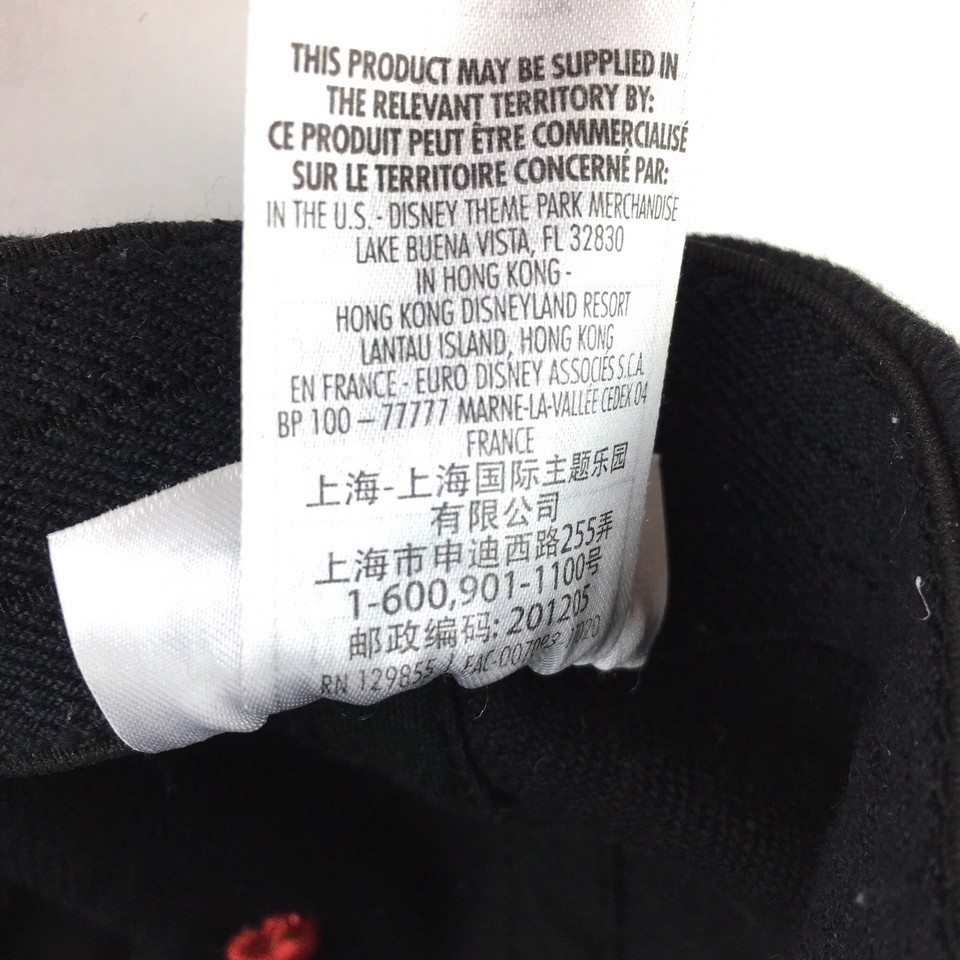 THIS PRODUCT MAY BE SUPPLIED IN
THE RELEVANT TERRITORY BY:
CE PRODUIT PEUT ÊTRE COMMERCIALISÉ
SUR LE TERRITOIRE CONCERNÉ PAR:
IN THE U.S. - DISNEY THEME PARK MERCHANDISE
LAKE BUENA VISTA, FL 32830
IN HONG KONG -
HONG KONG DISNEYLAND RESORT
LANTAU ISLAND, HONG KONG
EN FRANCE - EURO DISNEY ASSOCIÉS S.C.A.
BP 100 – 77777 MARNE-LA-VALLÉE CEDEX 04
FRANCE
上海-上海国际主题乐园
有限公司
上海市申迪西路255弄
1-600,901-1100号
邮政编码: 201205
RN 129855 / FAC-007093-1020